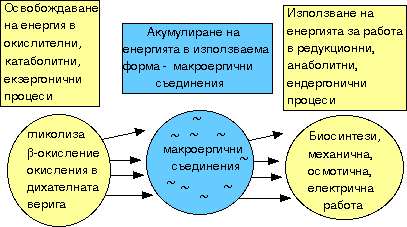 Освобождаване
на енергия в
окислителни,
катаболитни,
екзергонични
процеси
Акумулиране на
енергията в използваема
форма - макроергични
съединения
Използване на
енергията за работа
в редукционни,
анаболитни,
ендергонични
процеси
гликолиза
β-окисление
окисления в
дихателната
верига
~
~ ~ ~
макроергични
съединения ~
~ ~ ~
~ ~
Биосинтези,
механична,
осмотична,
електрична
работа